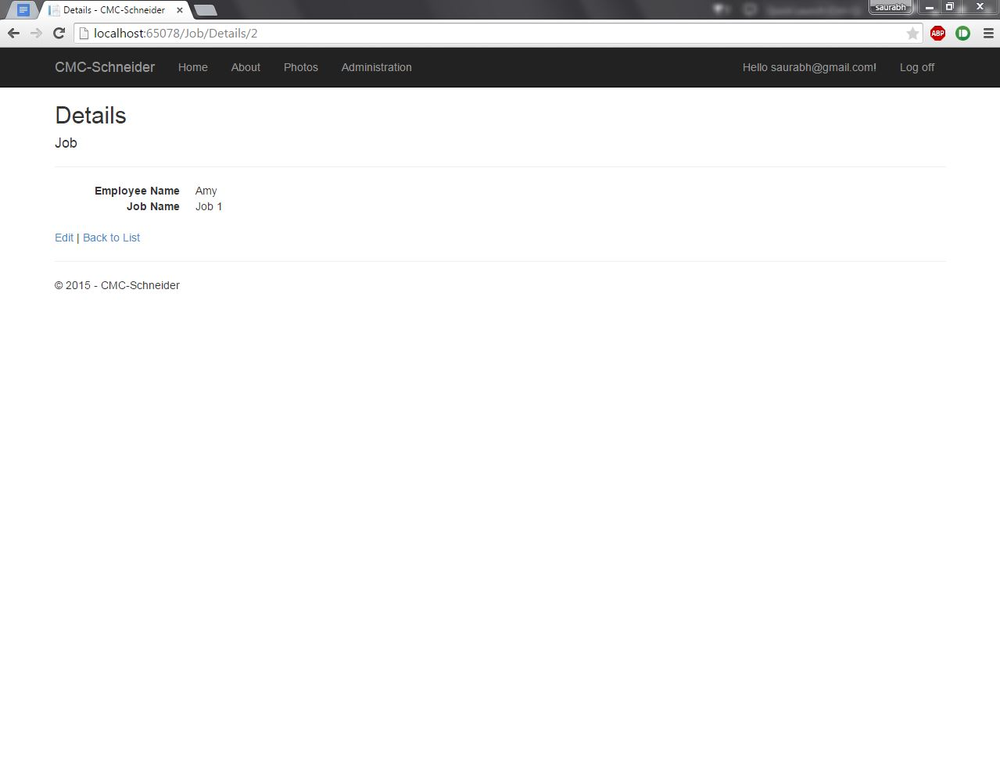 Details - CMC-Schneider
saurabh
localhost:65078/Job/Details/2
ABP
CMC-Schneider Home About Photos Administration Hello saurabh@gmail.com! Log off
Details
Job
Employee Name Amy
Job Name Job 1
Edit | Back to List
© 2015 - CMC-Schneider